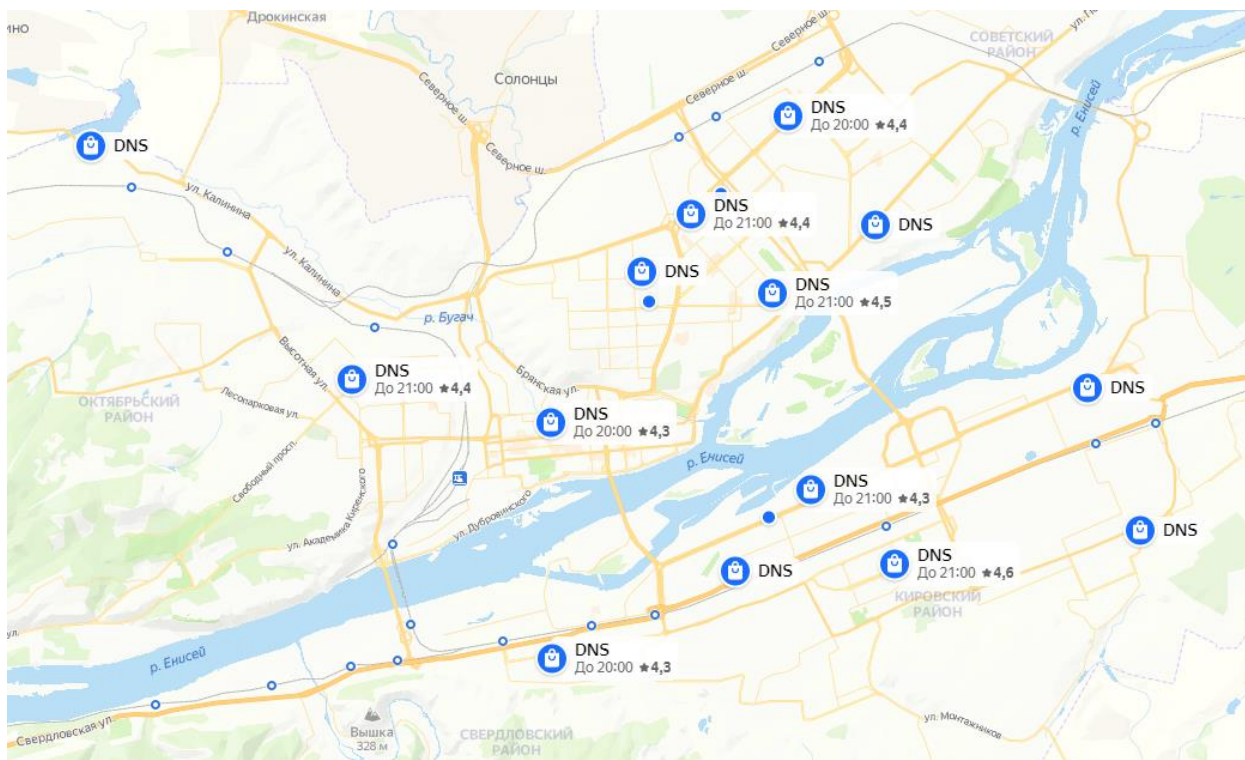 ино
Дрокинская
Солонцы
Северное ш.
СОВЕТСКИЙ
РАЙОН
Северное ш.
Северное ш.
Северное ш.
р. Енисей
DNS
До 20:00 ★4,4
DNS
ул. Калинина
DNS
До 21:00 ★4,4
DNS
ул. Калинина
DNS
DNS
До 21:00 ★4,5
р. Бугач
Высотная ул.
Брянская ул.
DNS
До 21:00 ★4,4
DNS
ОКТЯБРЬСКИЙ
РАЙОН
Лесопарковая ул.
DNS
До 20:00 ★4,3
Свободный просп.
р. Енисей
DNS
До 21:00 ★4,3
ул. Академика Киренского
ул. Дубровинского
DNS
DNS
DNS
До 21:00 ★4,6
КИРОВСКИЙ
РАЙОН
ул.
р. Енисей
DNS
До 20:00 ★4,3
Свердловская ул.
Вышка
328 м
СВЕРДЛОВСКИЙ
РАЙОН
ул. Монтажников